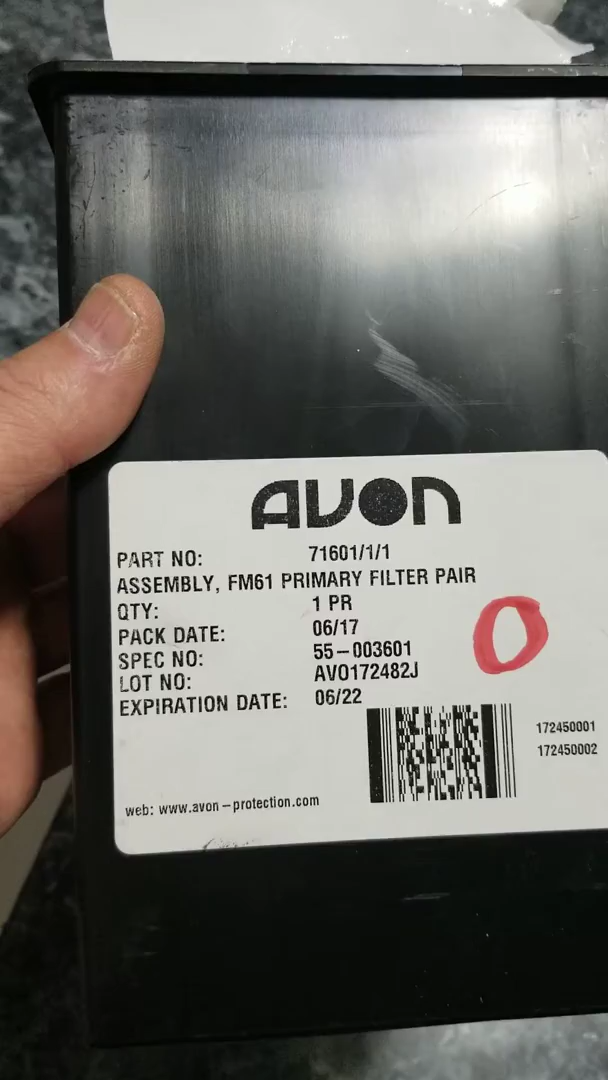 AVON
PART NO: 71601/1/1
ASSEMBLY, FM61 PRIMARY FILTER PAIR
QTY: 1 PR
PACK DATE: 06/17
SPEC NO: 55-003601
LOT NO: AVO172482J
EXPIRATION DATE: 06/22
O
172450001
172450002
web: www.avon-protection.com